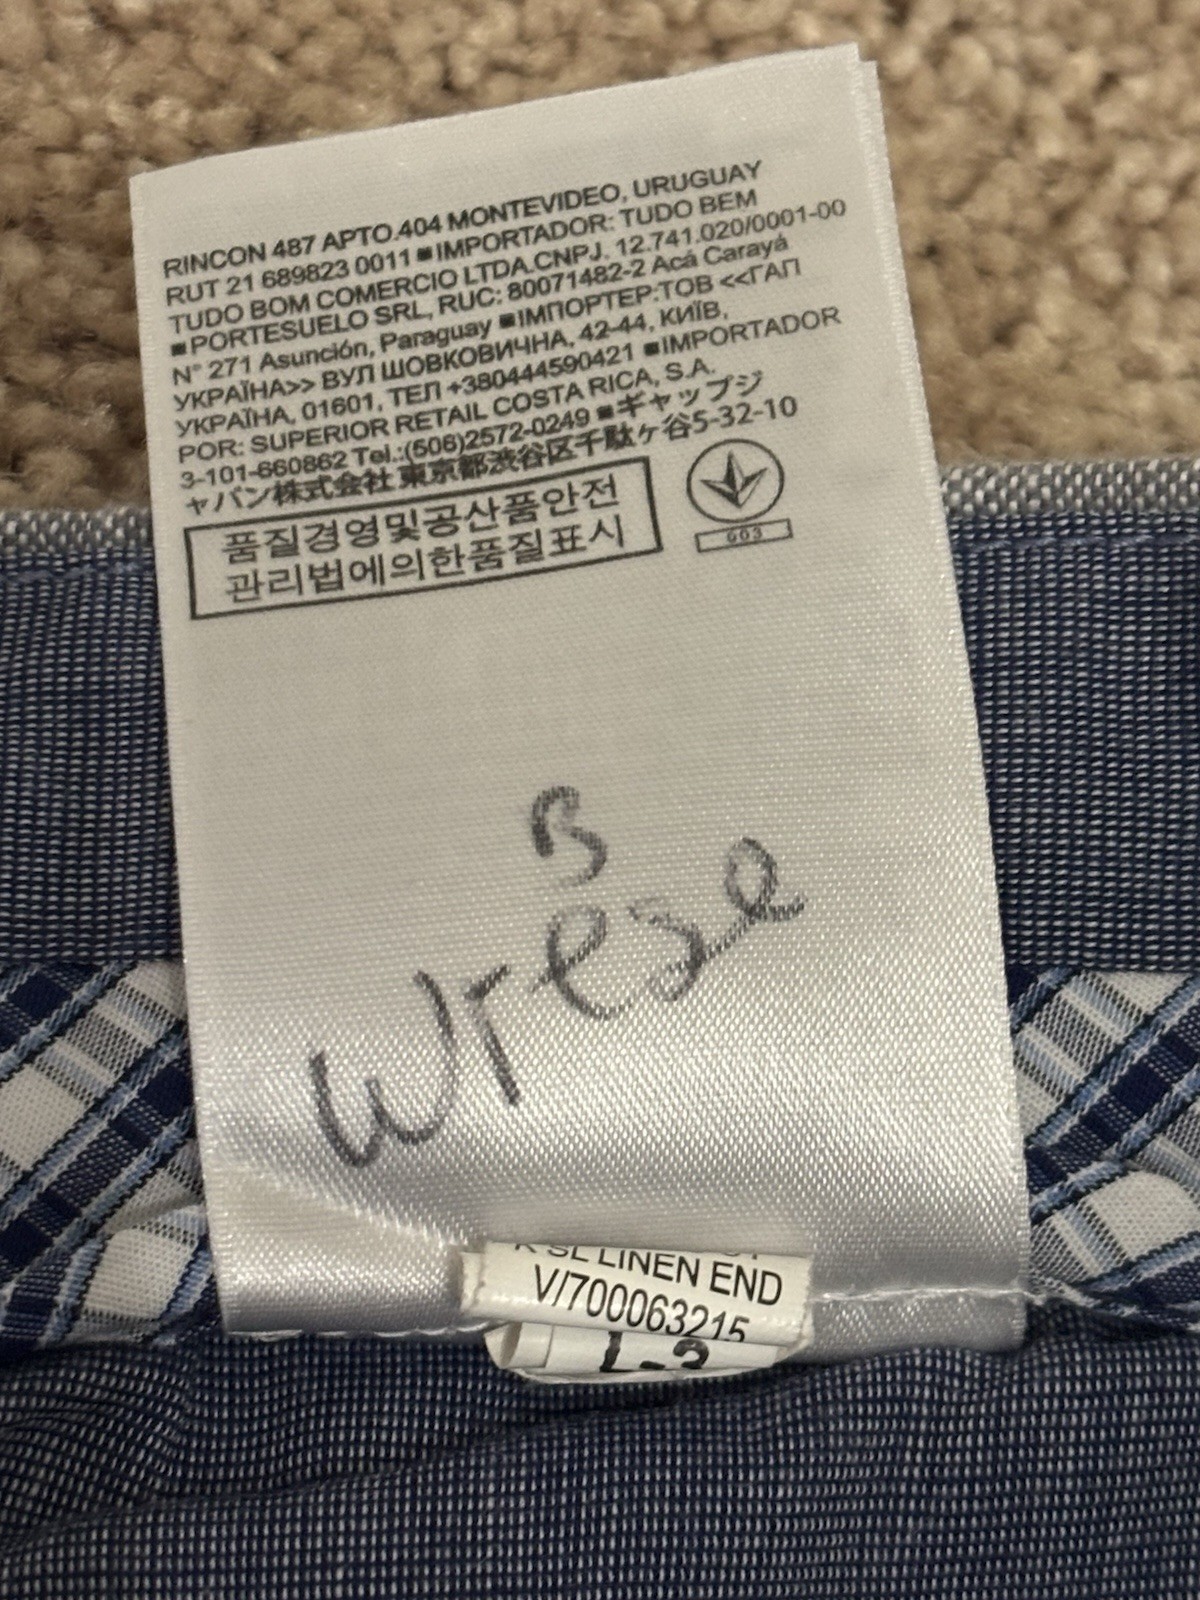 RINCON 487 APTO.404 MONTEVIDEO, URUGUAY
RUT 21 689823 0011 ■IMPORTADOR: TUDO BEM
TUDO BOM COMERCIO LTDA.CNPJ. 12.741.020/0001-00
■PORTESUELO SRL, RUC: 80071482-2 Acá Carayá
N° 271 Asunción, Paraguay ■ІМПОРТЕР:ТОВ <<ГАП
УКРАЇНА>> ВУЛ ШОВКОВИЧНА, 42-44, КИЇВ,
УКРАЇНА, 01601, ТЕЛ +380444590421 ■IMPORTADOR
POR: SUPERIOR RETAIL COSTA RICA, S.A.
3-101-660862 Tel.:(506)2572-0249 ■ギャップジ
ャパン株式会社 東京都渋谷区千駄ヶ谷5-32-10
품질경영및공산품안전
관리법에의한품질표시
003
B
Wrese
SL LINEN END
V/700063215
L-3